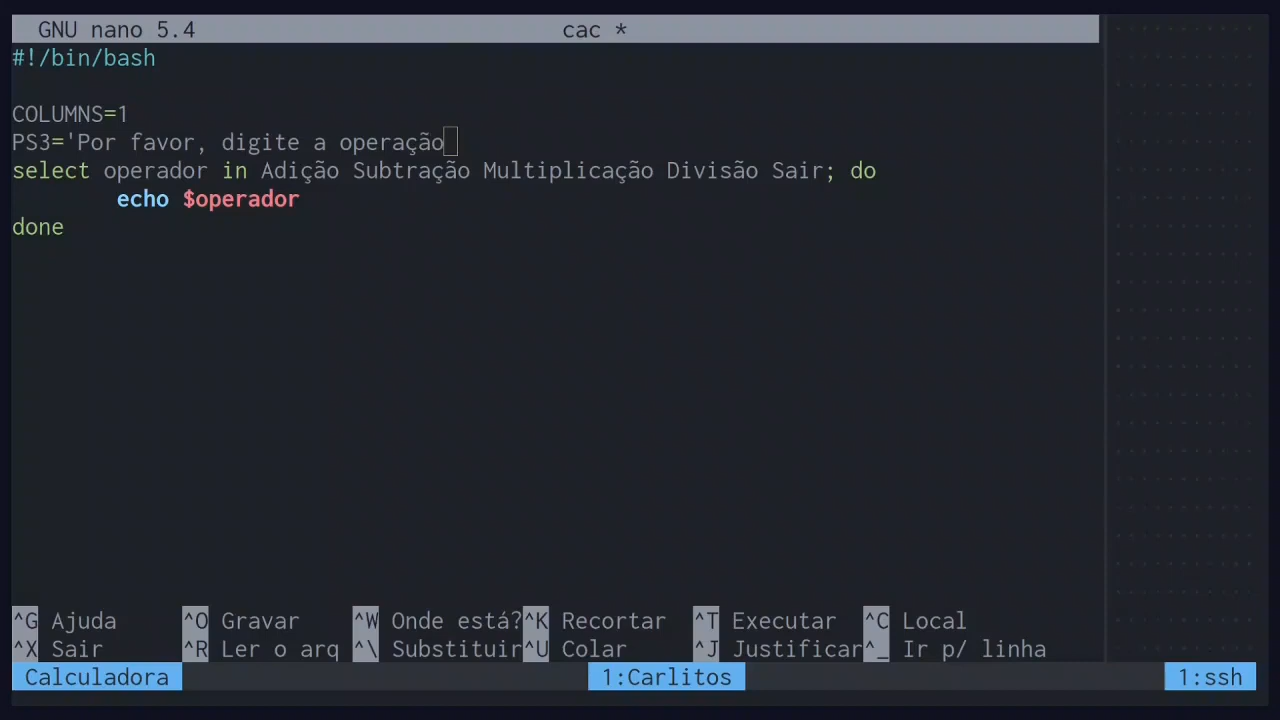 GNU nano 5.4 cac *
#!/bin/bash
COLUMNS=1
PS3='Por favor, digite a operação
select operador in Adição Subtração Multiplicação Divisão Sair; do
echo $operador
done
^G Ajuda ^O Gravar ^W Onde está? ^K Recortar ^T Executar ^C Local
^X Sair ^R Ler o arq ^\ Substituir ^U Colar ^J Justificar ^_ Ir p/ linha
Calculadora 1:Carlitos 1:ssh